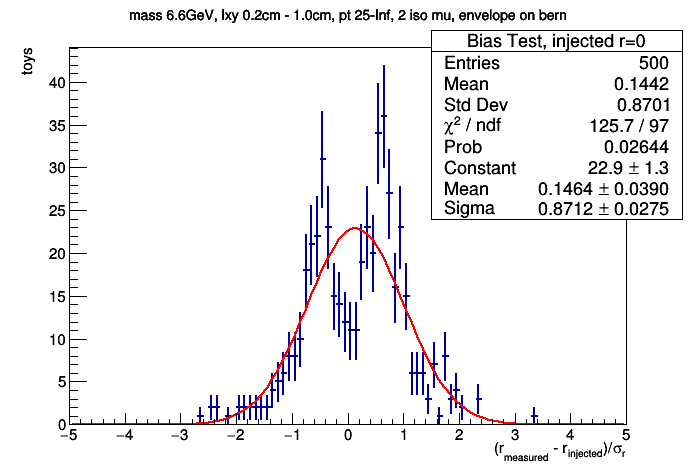 mass 6.6GeV, lxy 0.2cm - 1.0cm, pt 25-Inf, 2 iso mu, envelope on bern
toys
Bias Test, injected r=0
Entries 500
Mean 0.1442
Std Dev 0.8701
χ² / ndf 125.7 / 97
Prob 0.02644
Constant 22.9 ± 1.3
Mean 0.1464 ± 0.0390
Sigma 0.8712 ± 0.0275
40
35
30
25
20
15
10
5
0
−5 −4 −3 −2 −1 0 1 2 3 4 5
(r_measured - r_injected)/σ_r